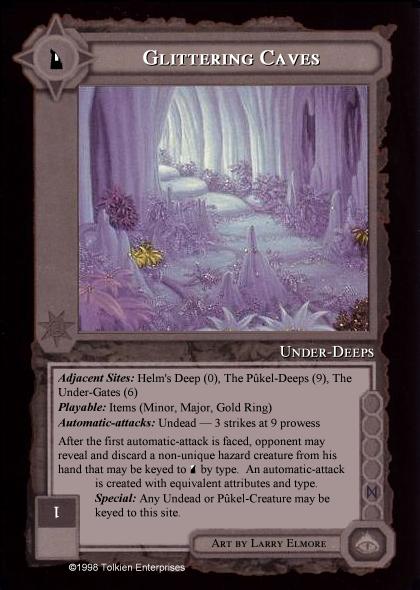 Glittering Caves
Under-Deeps
Adjacent Sites: Helm's Deep (0), The Pûkel-Deeps (9), The
Under-Gates (6)
Playable: Items (Minor, Major, Gold Ring)
Automatic-attacks: Undead — 3 strikes at 9 prowess
After the first automatic-attack is faced, opponent may
reveal and discard a non-unique hazard creature from his
hand that may be keyed to by type. An automatic-attack
is created with equivalent attributes and type.
Special: Any Undead or Pûkel-Creature may be
keyed to this site.
1
Art by Larry Elmore
©1998 Tolkien Enterprises